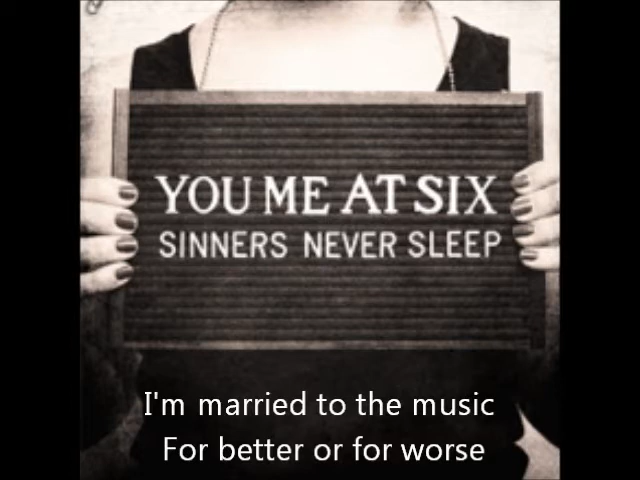 YOU ME AT SIX
SINNERS NEVER SLEEP
I'm married to the music
For better or for worse